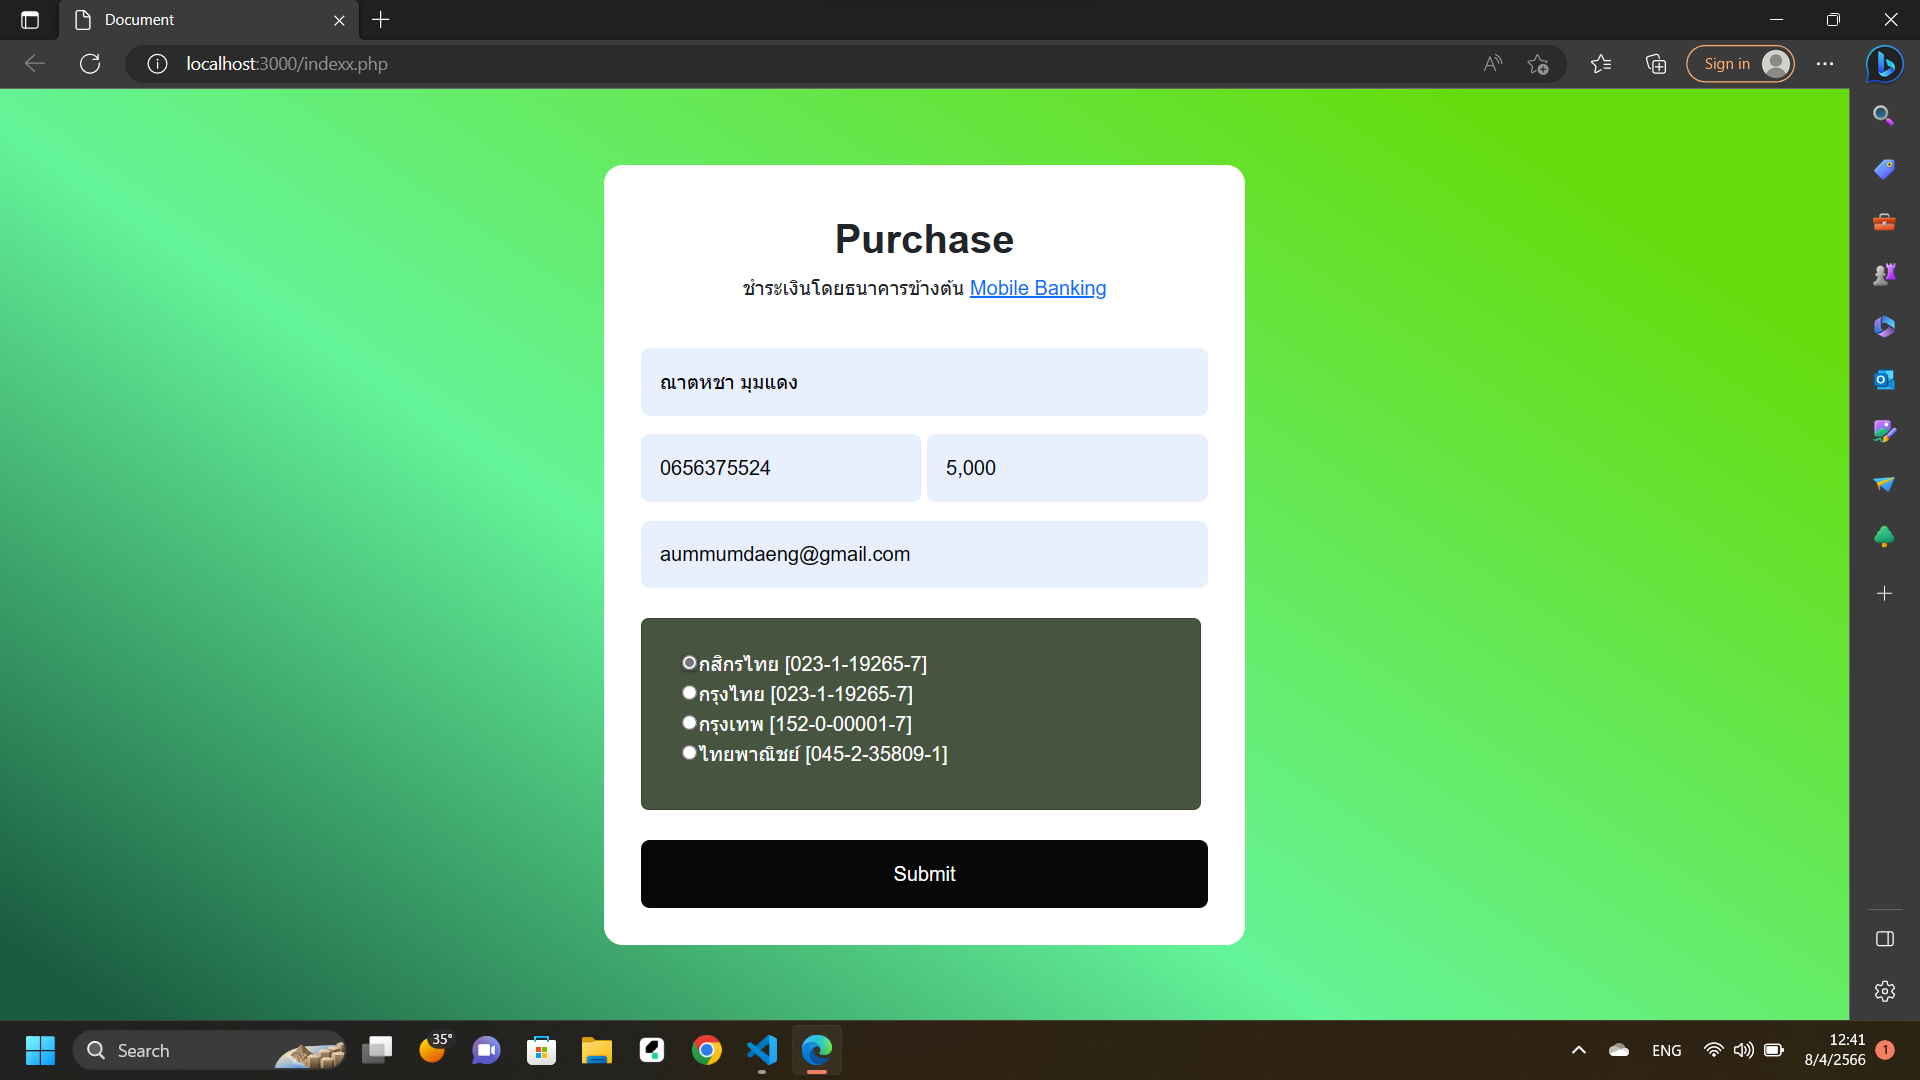 Document
localhost:3000/indexx.php
Sign in
Purchase
ชำระเงินโดยธนาคารข้างต้น Mobile Banking
ณาตหชา มุมแดง
0656375524 5,000
aummumdaeng@gmail.com
กสิกรไทย [023-1-19265-7]
กรุงไทย [023-1-19265-7]
กรุงเทพ [152-0-00001-7]
ไทยพาณิชย์ [045-2-35809-1]
Submit
Search
35°
ENG
12:41
8/4/2566
1